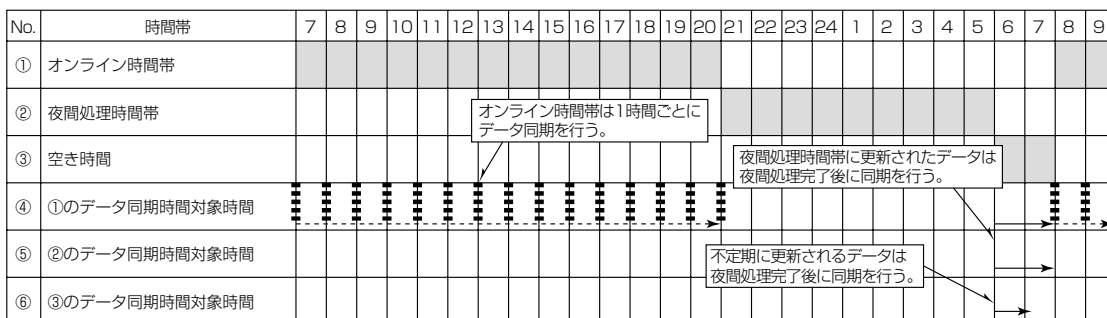 No. 時間帯 7 8 9 10 11 12 13 14 15 16 17 18 19 20 21 22 23 24 1 2 3 4 5 6 7 8 9
① オンライン時間帯
② 夜間処理時間帯
オンライン時間帯は1時間ごとに
データ同期を行う。
③ 空き時間
夜間処理時間帯に更新されたデータは
夜間処理完了後に同期を行う。
④ ①のデータ同期時間対象時間
⑤ ②のデータ同期時間対象時間
不定期に更新されるデータは
夜間処理完了後に同期を行う。
⑥ ③のデータ同期時間対象時間